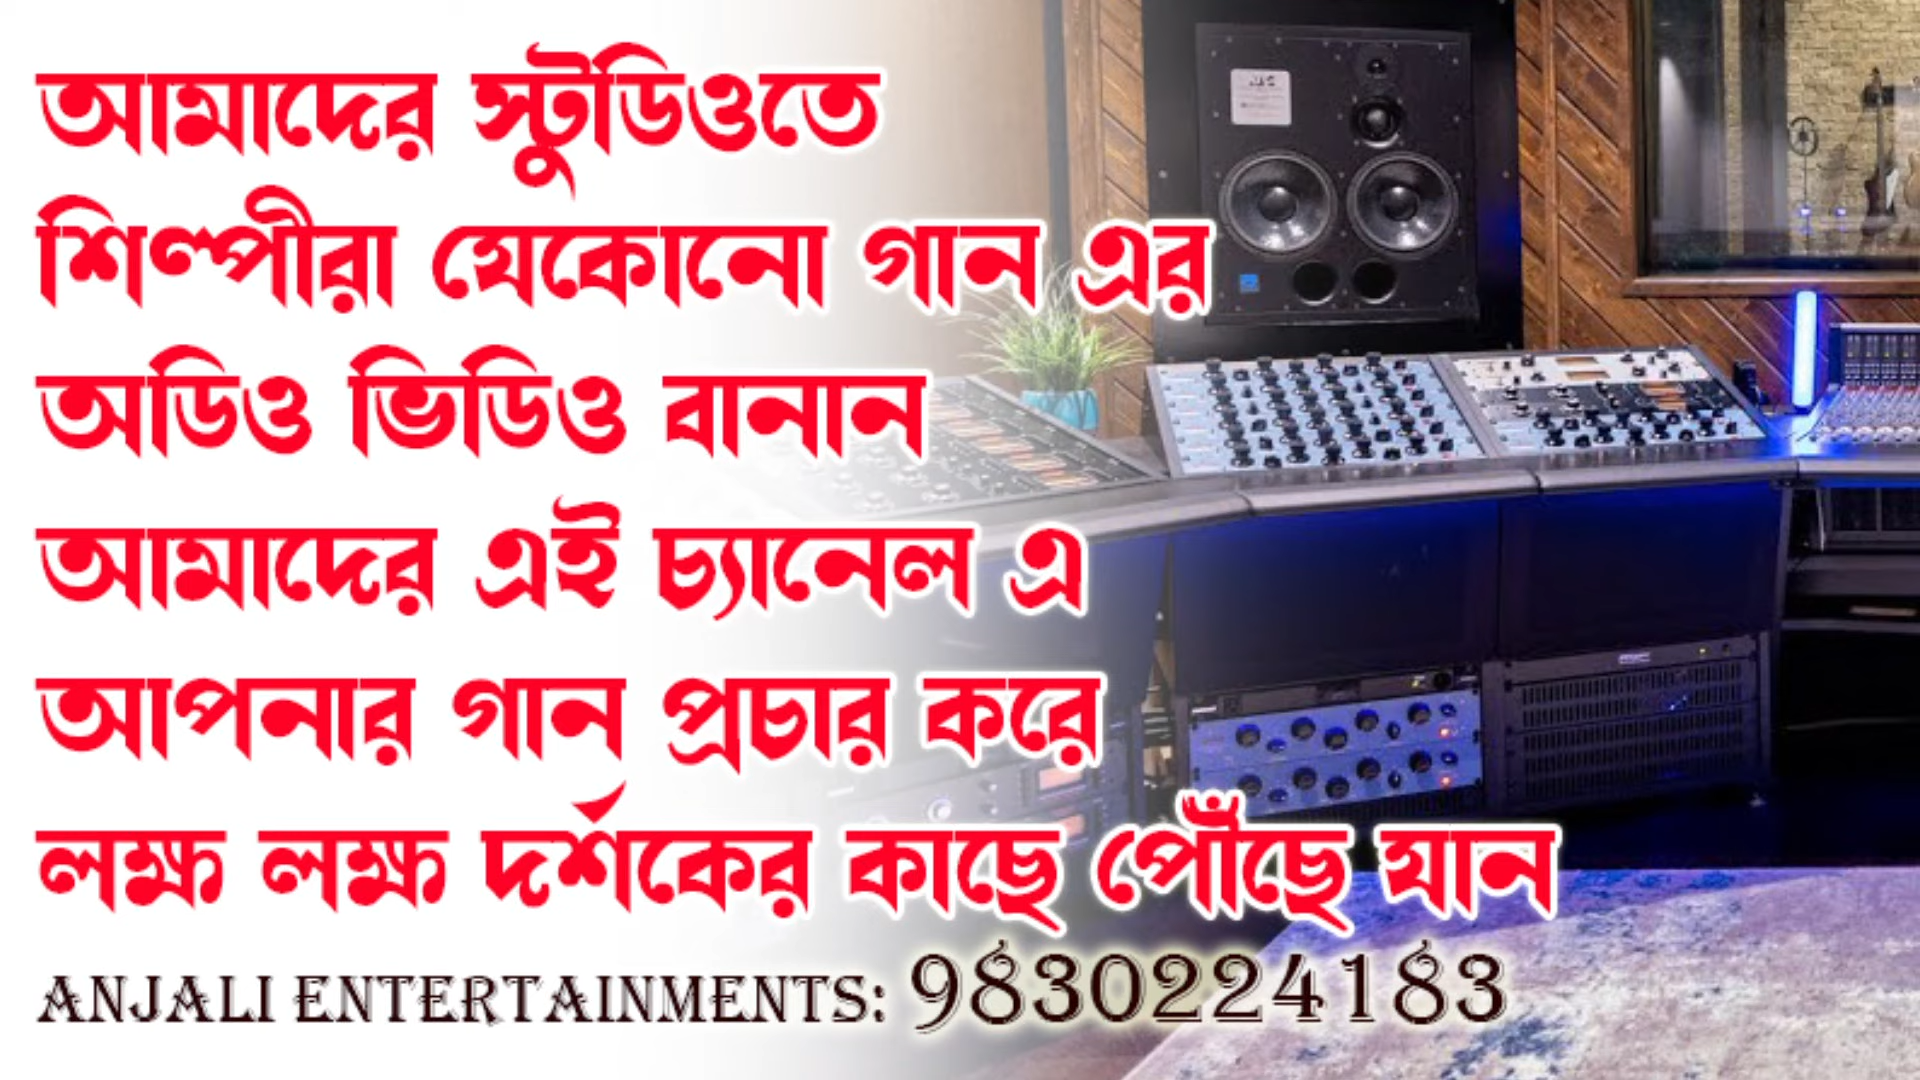 আমাদের স্টুডিওতে
শিল্পীরা যেকোনো গান এর
অডিও ভিডিও বানান
আমাদের এই চ্যানেল এ
আপনার গান প্রচার করে
লক্ষ লক্ষ দর্শকের কাছে পৌঁছে যান
ANJALI ENTERTAINMENTS: 9830224183